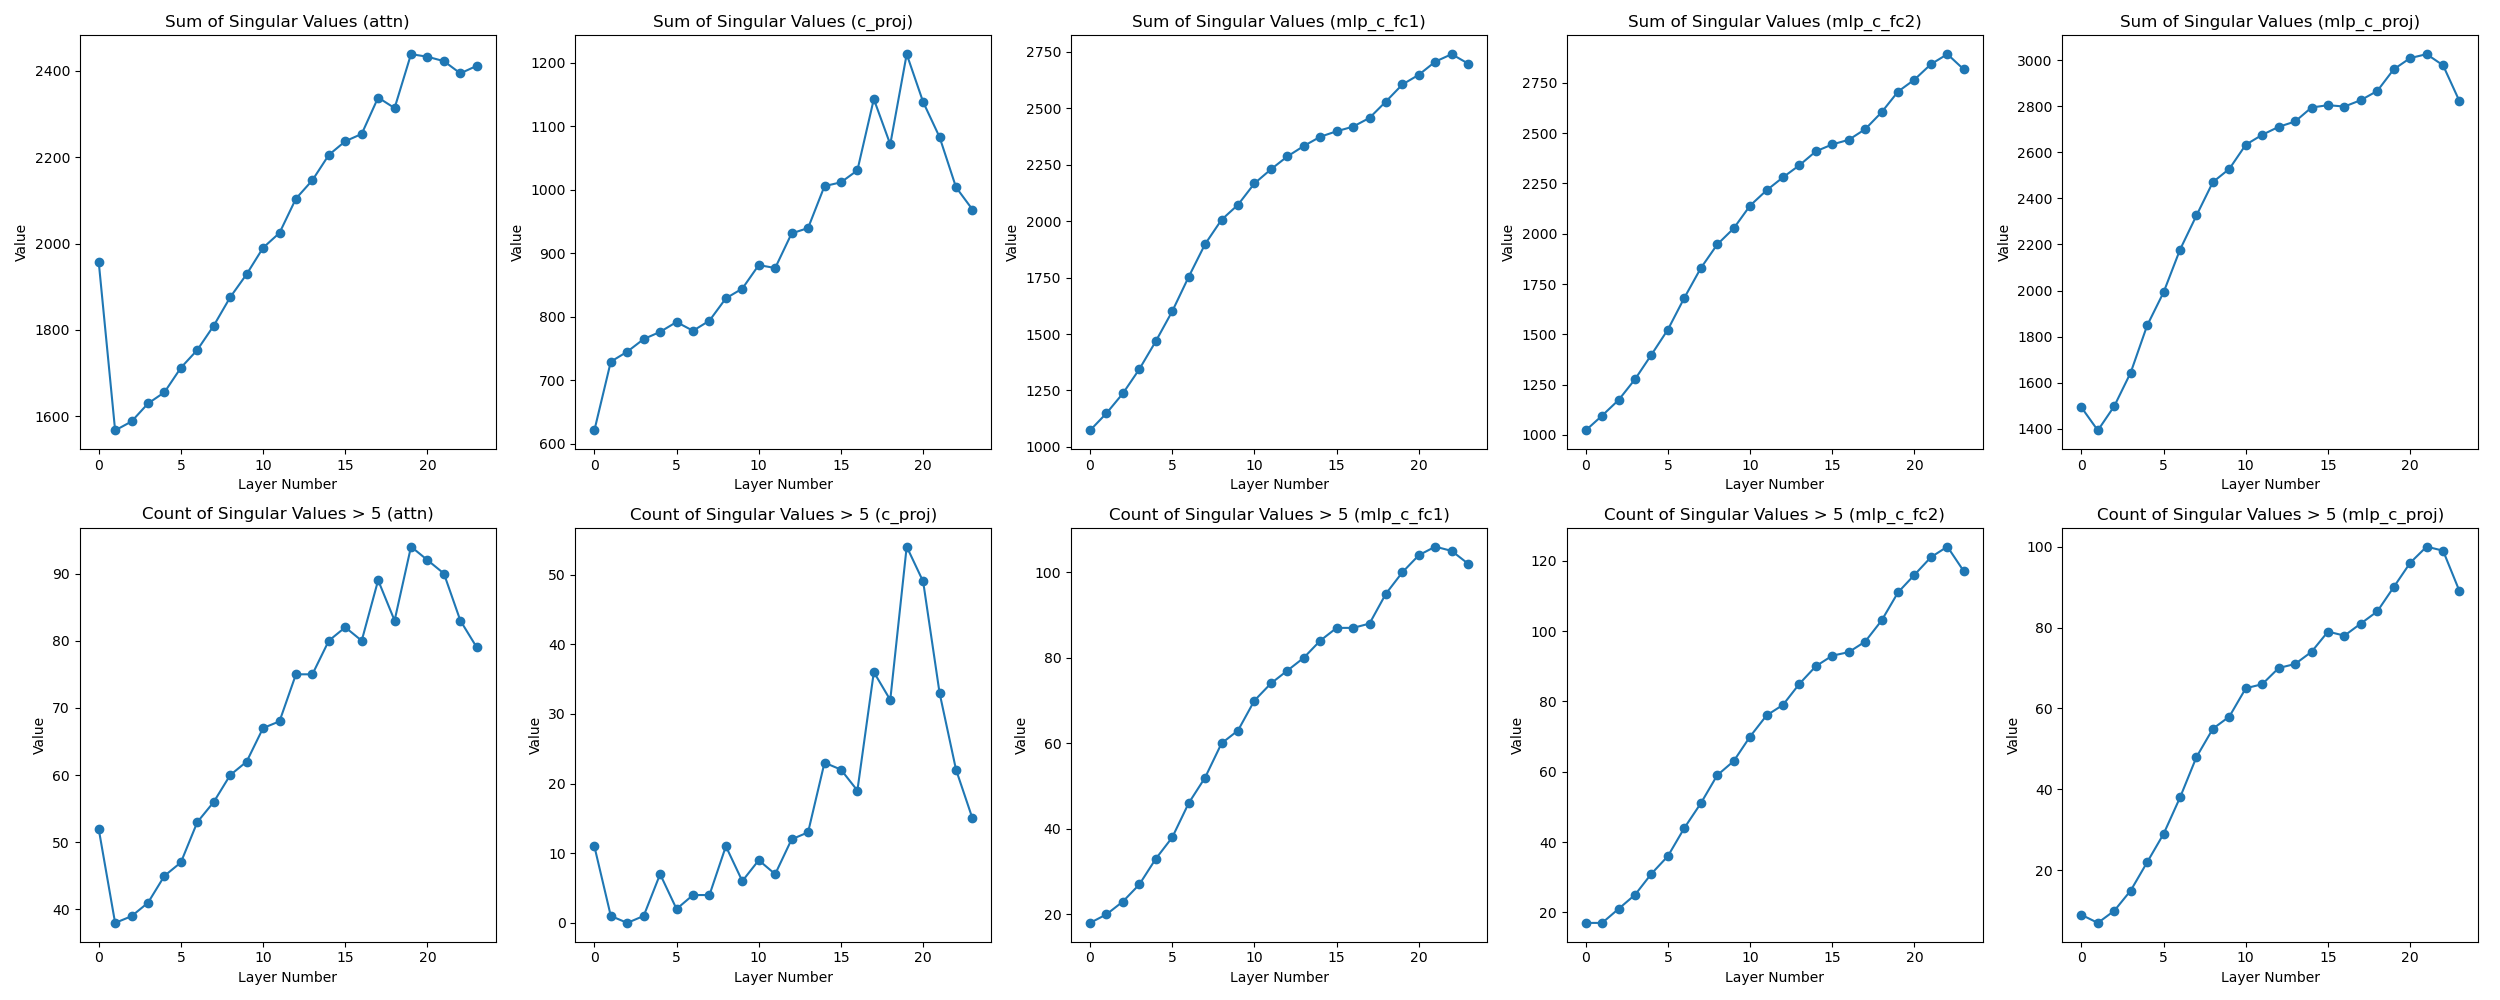 Sum of Singular Values (attn)
Value
2400
2200
2000
1800
1600
0 5 10 15 20
Layer Number
Sum of Singular Values (c_proj)
Value
1200
1100
1000
900
800
700
600
0 5 10 15 20
Layer Number
Sum of Singular Values (mlp_c_fc1)
Value
2750
2500
2250
2000
1750
1500
1250
1000
0 5 10 15 20
Layer Number
Sum of Singular Values (mlp_c_fc2)
Value
2750
2500
2250
2000
1750
1500
1250
1000
0 5 10 15 20
Layer Number
Sum of Singular Values (mlp_c_proj)
Value
3000
2800
2600
2400
2200
2000
1800
1600
1400
0 5 10 15 20
Layer Number
Count of Singular Values > 5 (attn)
Value
90
80
70
60
50
40
0 5 10 15 20
Layer Number
Count of Singular Values > 5 (c_proj)
Value
50
40
30
20
10
0
0 5 10 15 20
Layer Number
Count of Singular Values > 5 (mlp_c_fc1)
Value
100
80
60
40
20
0 5 10 15 20
Layer Number
Count of Singular Values > 5 (mlp_c_fc2)
Value
120
100
80
60
40
20
0 5 10 15 20
Layer Number
Count of Singular Values > 5 (mlp_c_proj)
Value
100
80
60
40
20
0 5 10 15 20
Layer Number